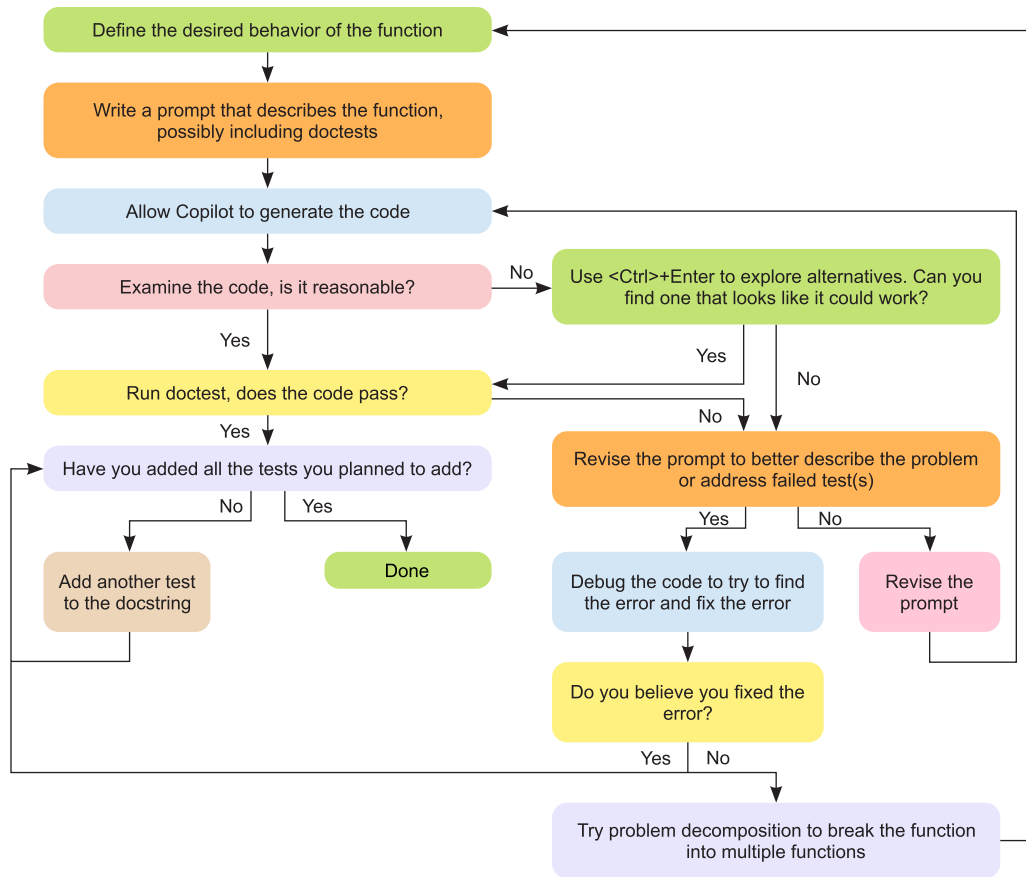 Define the desired behavior of the function
Write a prompt that describes the function,
possibly including doctests
Allow Copilot to generate the code
Examine the code, is it reasonable?
No
Use <Ctrl>+Enter to explore alternatives. Can you
find one that looks like it could work?
Yes
Yes
No
Run doctest, does the code pass?
No
Yes
Have you added all the tests you planned to add?
Revise the prompt to better describe the problem
or address failed test(s)
No
Yes
Yes
No
Add another test
to the docstring
Done
Debug the code to try to find
the error and fix the error
Revise the
prompt
Do you believe you fixed the
error?
Yes
No
Try problem decomposition to break the function
into multiple functions